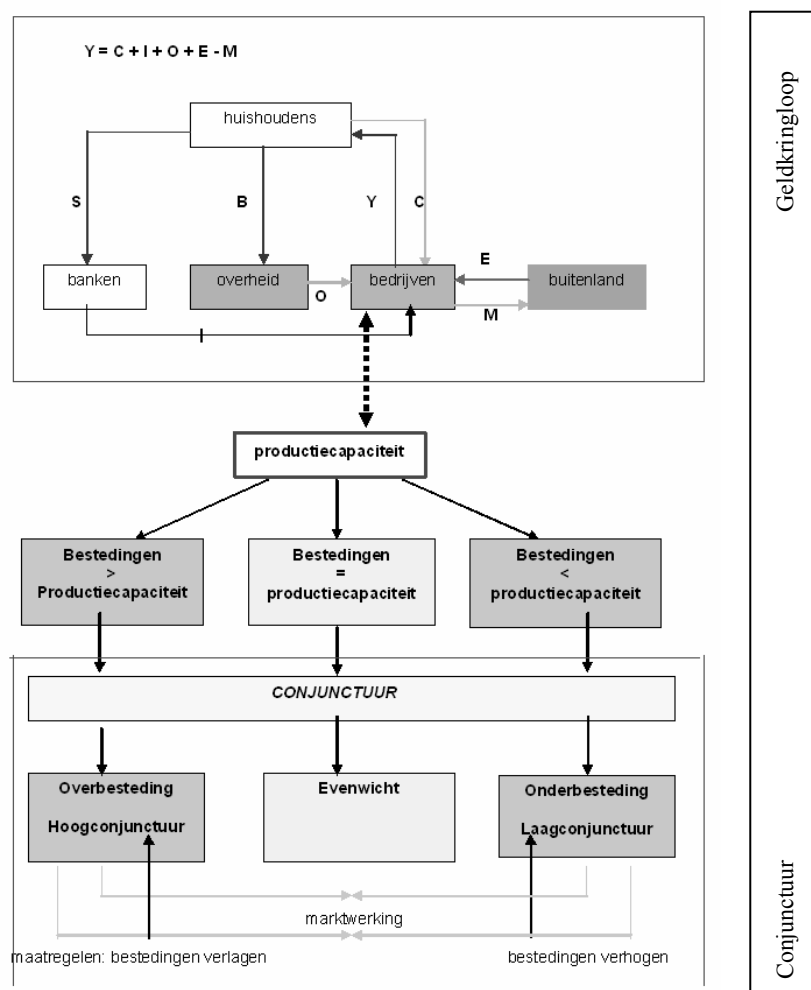 Y = C + I + O + E - M
huishoudens
S
B
Y
C
banken
overheid
bedrijven
buitenland
E
O
M
I
productiecapaciteit
Bestedingen
>
Productiecapaciteit
Bestedingen
=
productiecapaciteit
Bestedingen
<
productiecapaciteit
CONJUNCTUUR
Overbesteding
Hoogconjunctuur
Evenwicht
Onderbesteding
Laagconjunctuur
marktwerking
maatregelen: bestedingen verlagen
bestedingen verhogen
Geldkringloop
Conjunctuur